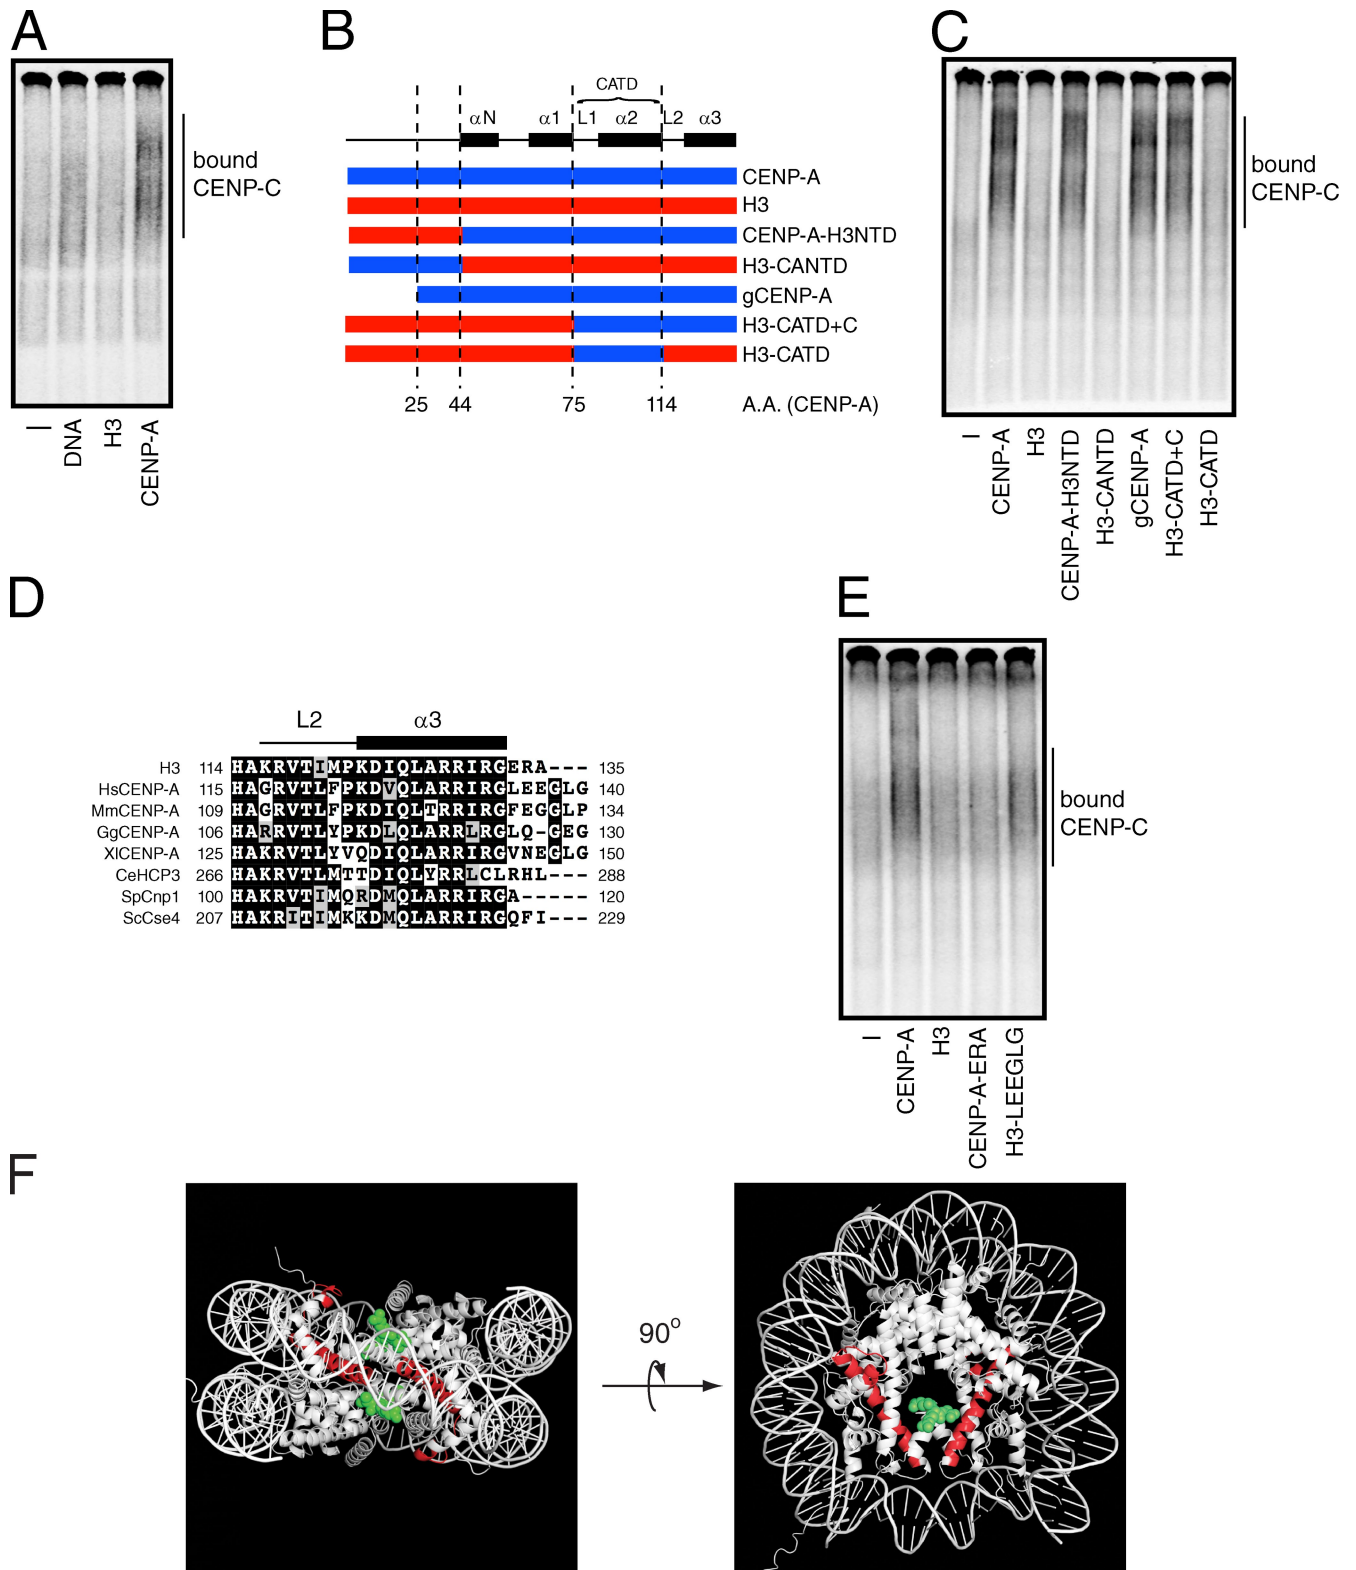 A
B
C
bound
CENP-C
–
DNA
H3
CENP-A
CATD
αN
α1
L1
α2
L2
α3
CENP-A
H3
CENP-A-H3NTD
H3-CANTD
gCENP-A
H3-CATD+C
H3-CATD
25
44
75
114
A.A. (CENP-A)
bound
CENP-C
–
CENP-A
H3
CENP-A-H3NTD
H3-CANTD
gCENP-A
H3-CATD+C
H3-CATD
D
L2
α3
H3 114 HAKRVTIMPKDIQLARRIRGERA--- 135
HsCENP-A 115 HAGRVTLFPKDVQLARRIRGLEEGLG 140
MmCENP-A 109 HAGRVTLFPKDIQLTRRIRGFEGGLP 134
GgCENP-A 106 HARRVTLYPKDLQLARRLRGLQ-GEG 130
XlCENP-A 125 HAKRVTLYVQDIQLARRIRGVNEGLG 150
CeHCP3 266 HAKRVTLMTTDIQLYRRLCLRHL--- 288
SpCnp1 100 HAKRVTIMQRDMQLARRIRGA----- 120
ScCse4 207 HAKRITIMKKDMQLARRIRGQFI--- 229
E
bound
CENP-C
–
CENP-A
H3
CENP-A-ERA
H3-LEEGLG
F
90°